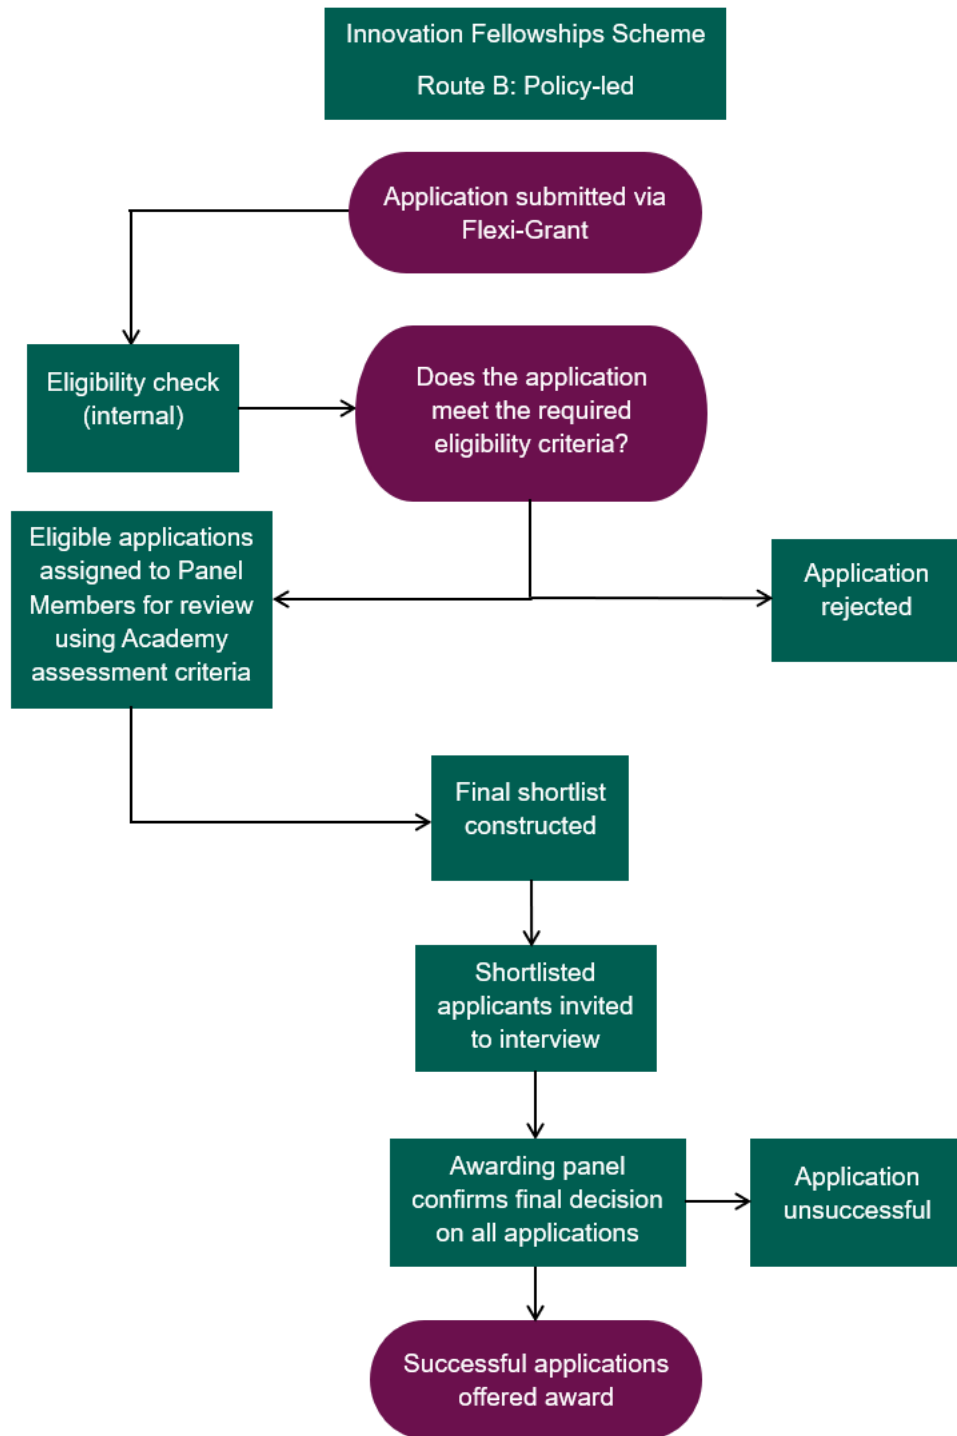 Innovation Fellowships Scheme
Route B: Policy-led
Application submitted via
Flexi-Grant
Eligibility check
(internal)
Does the application
meet the required
eligibility criteria?
Eligible applications
assigned to Panel
Members for review
using Academy
assessment criteria
Application
rejected
Final shortlist
constructed
Shortlisted
applicants invited
to interview
Awarding panel
confirms final decision
on all applications
Application
unsuccessful
Successful applications
offered award